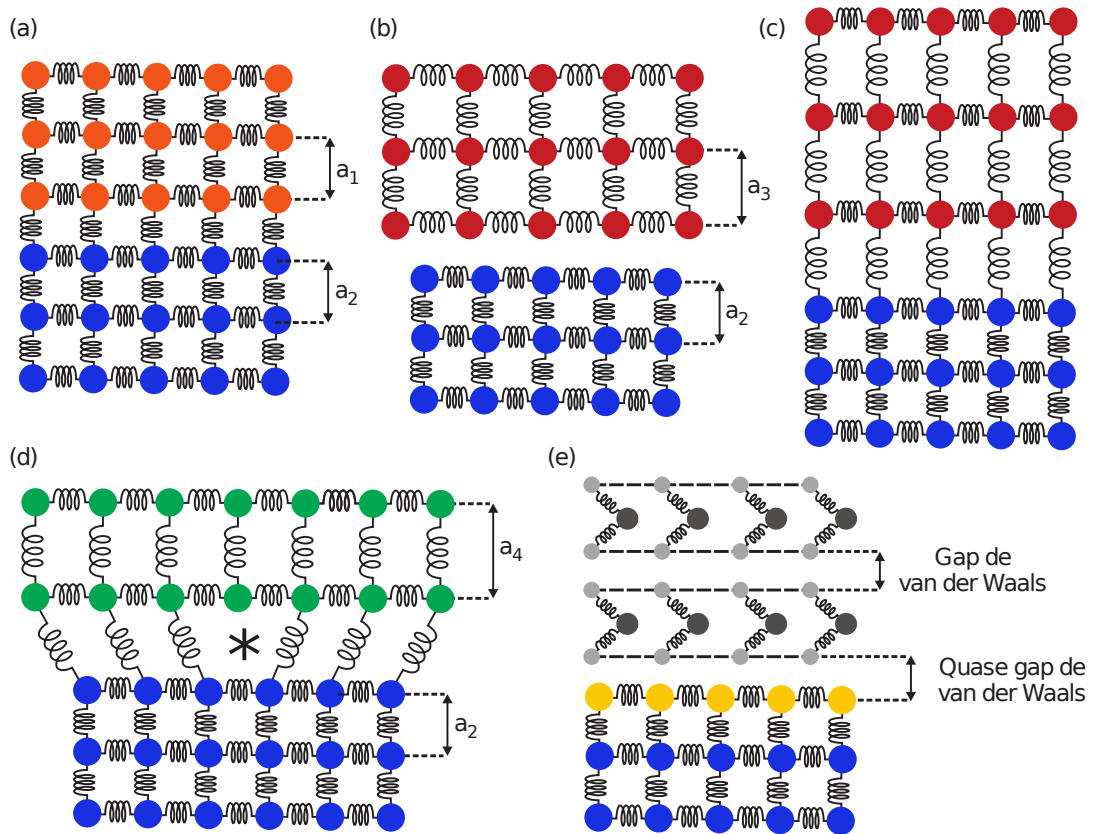 (a)
(b)
(c)
a1
a3
a2
a2
(d)
(e)
a4
Gap de
van der Waals
*
Quase gap de
van der Waals
a2